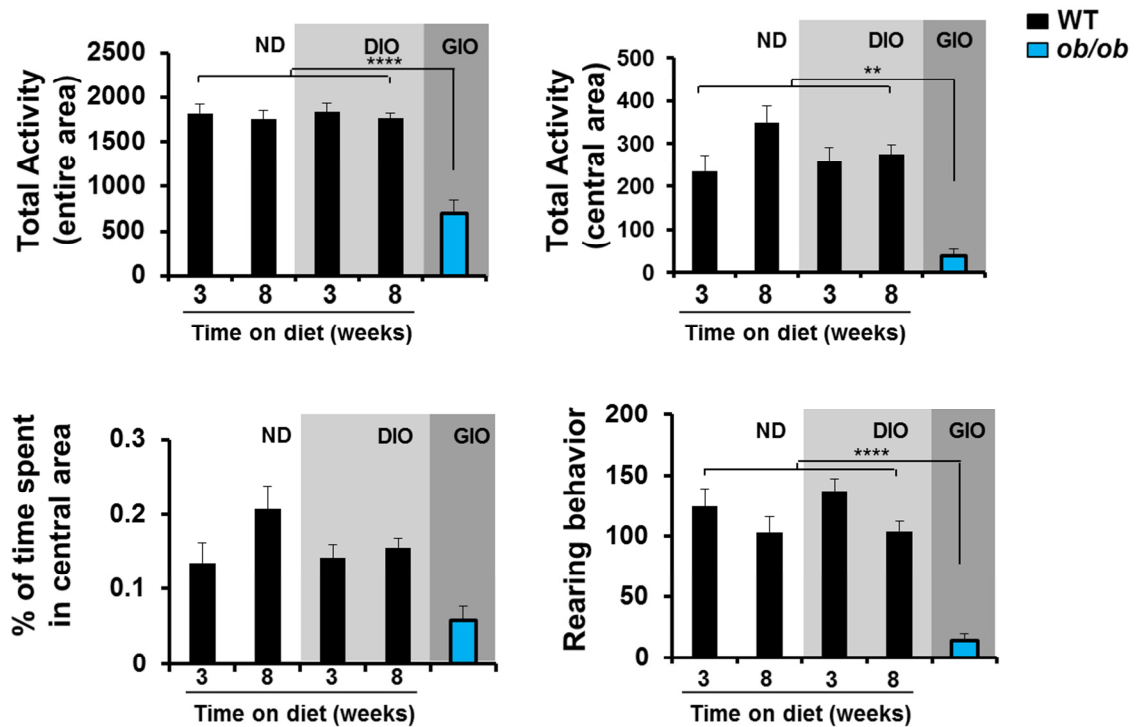 WT
ob/ob
Total Activity
(entire area)
2500
2000
1500
1000
500
0
ND
DIO
GIO
****
3
8
3
8
Time on diet (weeks)
Total Activity
(central area)
500
400
300
200
100
0
ND
DIO
GIO
**
3
8
3
8
Time on diet (weeks)
% of time spent
in central area
0.3
0.2
0.1
0
ND
DIO
GIO
3
8
3
8
Time on diet (weeks)
Rearing behavior
200
150
100
50
0
ND
DIO
GIO
****
3
8
3
8
Time on diet (weeks)